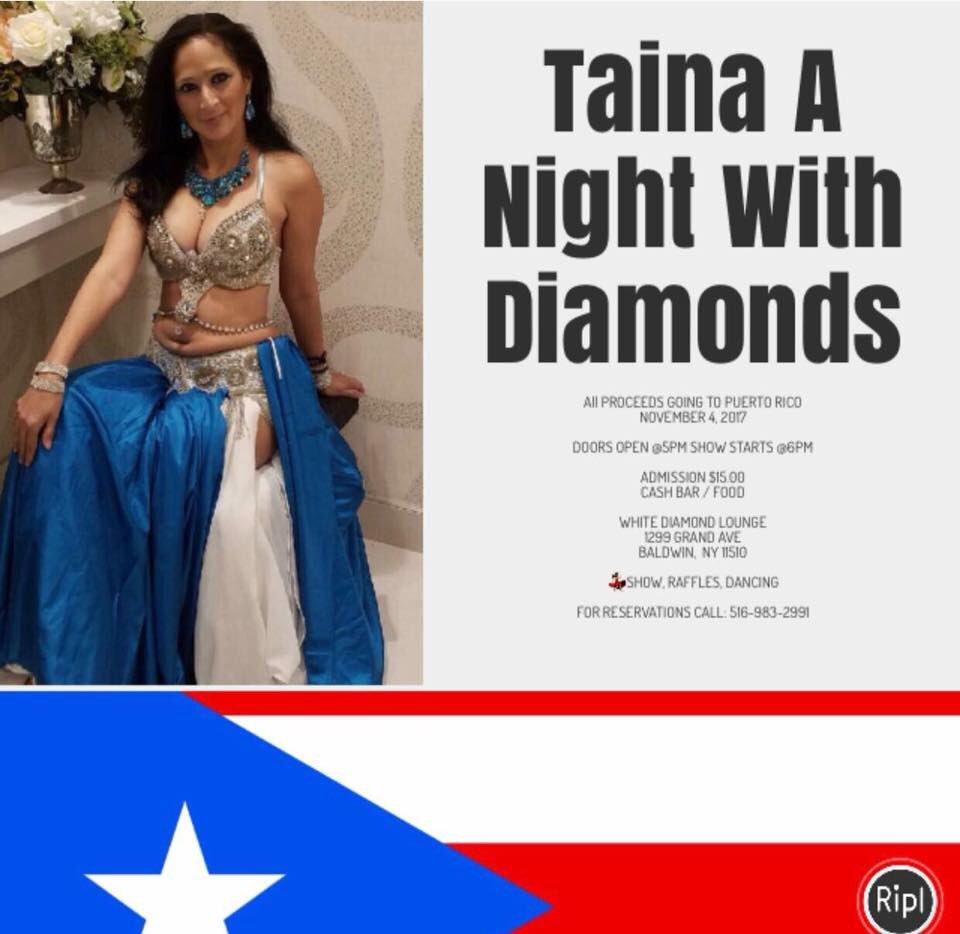 Taina A
Night With
Diamonds
All PROCEEDS GOING TO PUERTO RICO
NOVEMBER 4, 2017
DOORS OPEN @5PM SHOW STARTS @6PM
ADMISSION $15.00
CASH BAR / FOOD
WHITE DIAMOND LOUNGE
1299 GRAND AVE
BALDWIN, NY 11510
💃SHOW, RAFFLES, DANCING
FOR RESERVATIONS CALL: 516-983-2991
Ripl